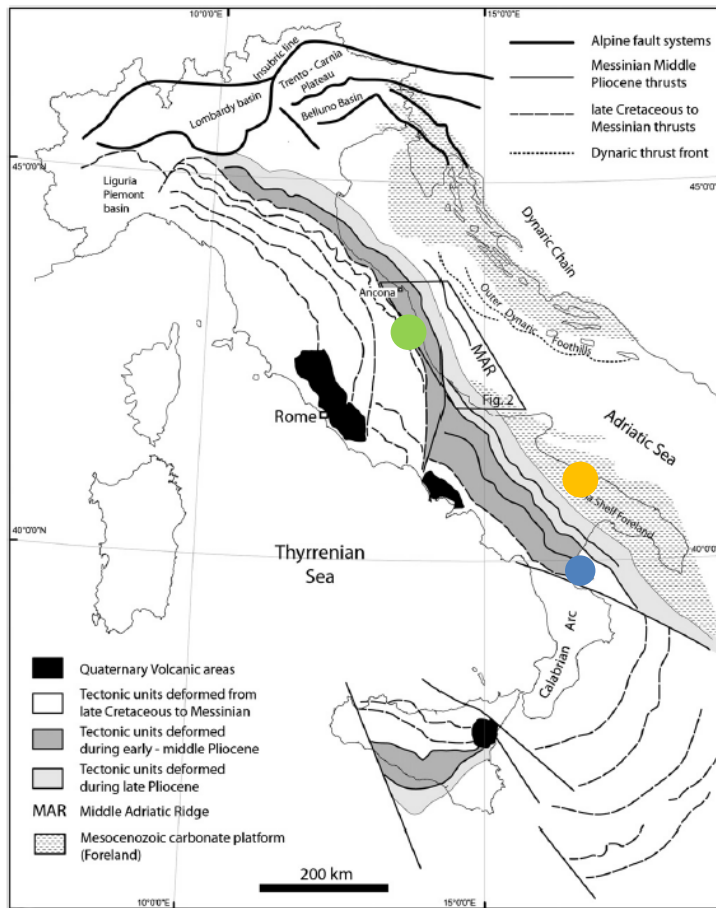 10°0'0"E
15°0'0"E
Alpine fault systems
Messinian Middle
Pliocene thrusts
late Cretaceous to
Messinian thrusts
Dynaric thrust front
Insubric line
Trento - Carnia
Plateau
Lombardy basin
Belluno Basin
45°0'0"N
45°0'0"N
Liguria
Piemont
basin
Dynaric Chain
Ancona
Outer Dynaric Foothills
MAR
Fig. 2
Rome
Adriatic Sea
Shelf Foreland
40°0'0"N
40°0'0"N
Thyrrenian
Sea
Calabrian Arc
Quaternary Volcanic areas
Tectonic units deformed from
late Cretaceous to Messinian
Tectonic units deformed
during early - middle Pliocene
Tectonic units deformed
during late Pliocene
MAR Middle Adriatic Ridge
Mesocenozoic carbonate platform
(Foreland)
200 km
10°0'0"E
15°0'0"E